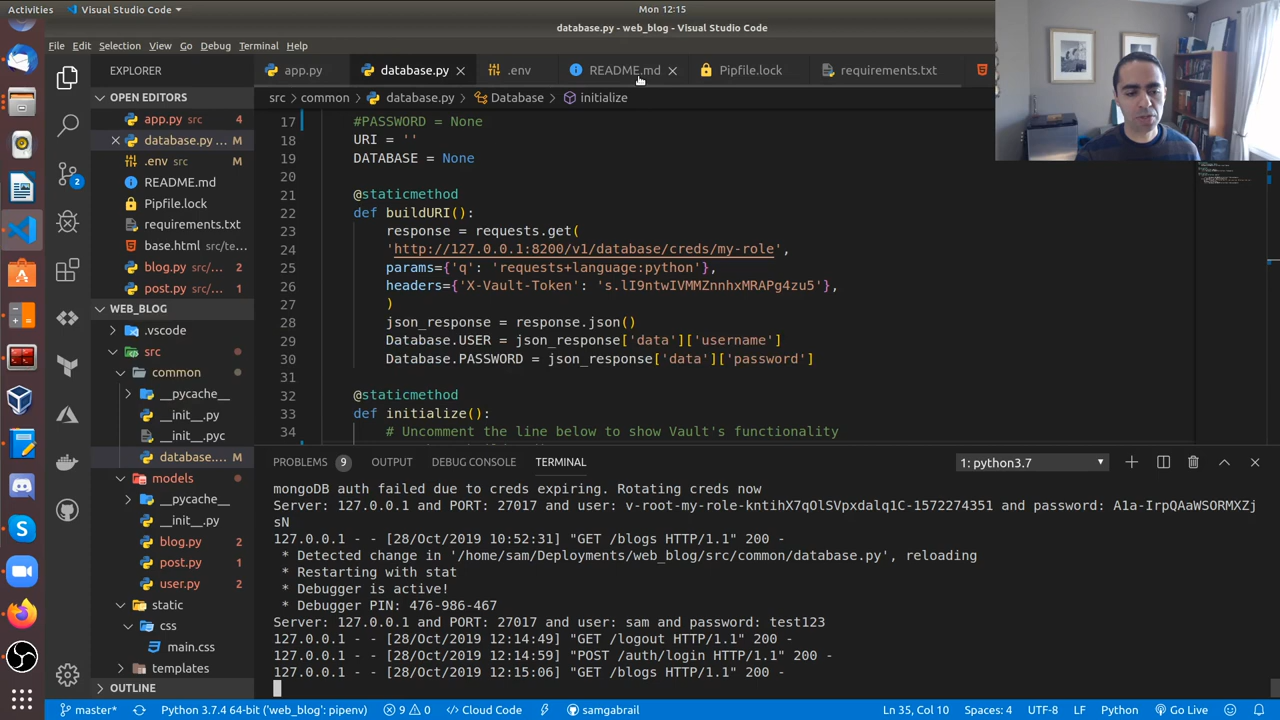 Activities
Visual Studio Code
Mon 12:15
database.py - web_blog - Visual Studio Code
File Edit Selection View Go Debug Terminal Help
EXPLORER
app.py
database.py
.env
README.md
Pipfile.lock
requirements.txt
src > common > database.py > Database > initialize
OPEN EDITORS
app.py 4
database.py ... M
.env src M
README.md
Pipfile.lock
requirements.txt
base.html src/te...
blog.py src/... 2
post.py src/... 1
WEB_BLOG
.vscode
src
common
__pycache__
__init__.py
__init__.pyc
database.... M
models
__pycache__
__init__.py
blog.py 2
post.py 1
user.py 2
static
css
main.css
templates
OUTLINE
2
17 #PASSWORD = None
18 URI = ''
19 DATABASE = None
20
21 @staticmethod
22 def buildURI():
23 response = requests.get(
24 'http://127.0.0.1:8200/v1/database/creds/my-role',
25 params={'q': 'requests+language:python'},
26 headers={'X-Vault-Token': 's.lI9ntwIVMMZnnhxMRAPg4zu5'},
27 )
28 json_response = response.json()
29 Database.USER = json_response['data']['username']
30 Database.PASSWORD = json_response['data']['password']
31
32 @staticmethod
33 def initialize():
34 # Uncomment the line below to show Vault's functionality
PROBLEMS 9 OUTPUT DEBUG CONSOLE TERMINAL
1: python3.7
mongoDB auth failed due to creds expiring. Rotating creds now
Server: 127.0.0.1 and PORT: 27017 and user: v-root-my-role-kntihX7qOlSVpxdalq1C-1572274351 and password: A1a-IrpQAaWSORMXZj
sN
127.0.0.1 - - [28/Oct/2019 10:52:31] "GET /blogs HTTP/1.1" 200 -
* Detected change in '/home/sam/Deployments/web_blog/src/common/database.py', reloading
* Restarting with stat
* Debugger is active!
* Debugger PIN: 476-986-467
Server: 127.0.0.1 and PORT: 27017 and user: sam and password: test123
127.0.0.1 - - [28/Oct/2019 12:14:49] "GET /logout HTTP/1.1" 200 -
127.0.0.1 - - [28/Oct/2019 12:14:59] "POST /auth/login HTTP/1.1" 200 -
127.0.0.1 - - [28/Oct/2019 12:15:06] "GET /blogs HTTP/1.1" 200 -
master* Python 3.7.4 64-bit ('web_blog': pipenv) 9 0 Cloud Code samgabrail Ln 35, Col 10 Spaces: 4 UTF-8 LF Python Go Live